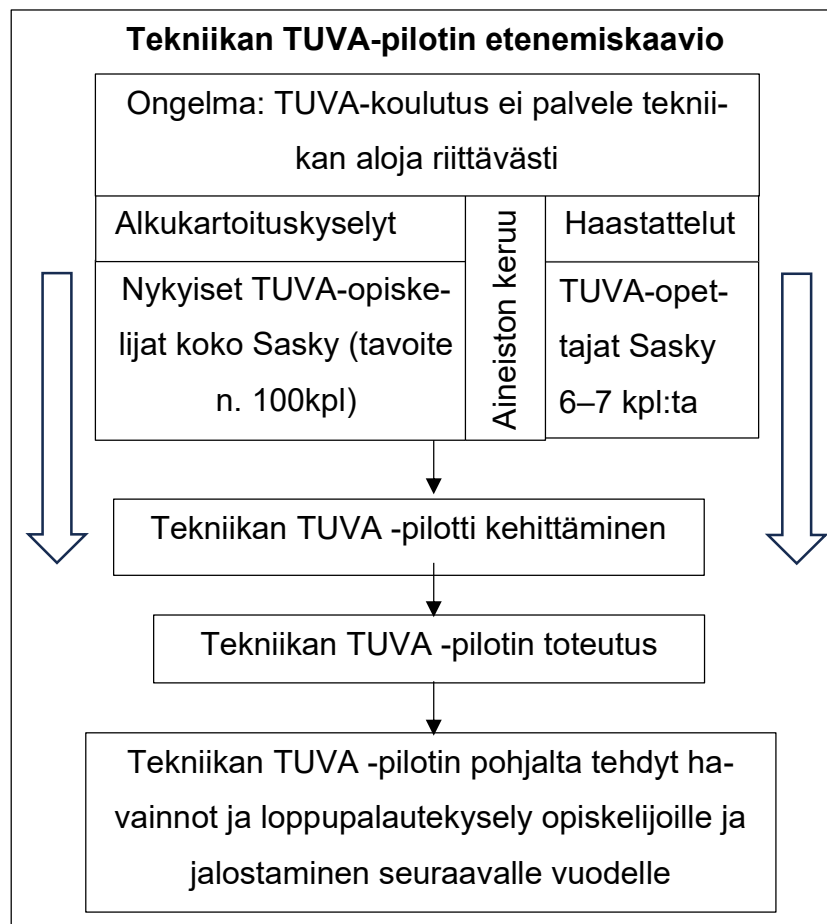 Tekniikan TUVA-pilotin etenemiskaavio
Ongelma: TUVA-koulutus ei palvele teknii-
kan aloja riittävästi
Alkukartoituskyselyt
Nykyiset TUVA-opiske-
lijat koko Sasky (tavoite
n. 100kpl)
Aineiston keruu
Haastattelut
TUVA-opet-
tajat Sasky
6–7 kpl:ta
Tekniikan TUVA -pilotti kehittäminen
Tekniikan TUVA -pilotin toteutus
Tekniikan TUVA -pilotin pohjalta tehdyt ha-
vainnot ja loppupalautekysely opiskelijoille ja
jalostaminen seuraavalle vuodelle